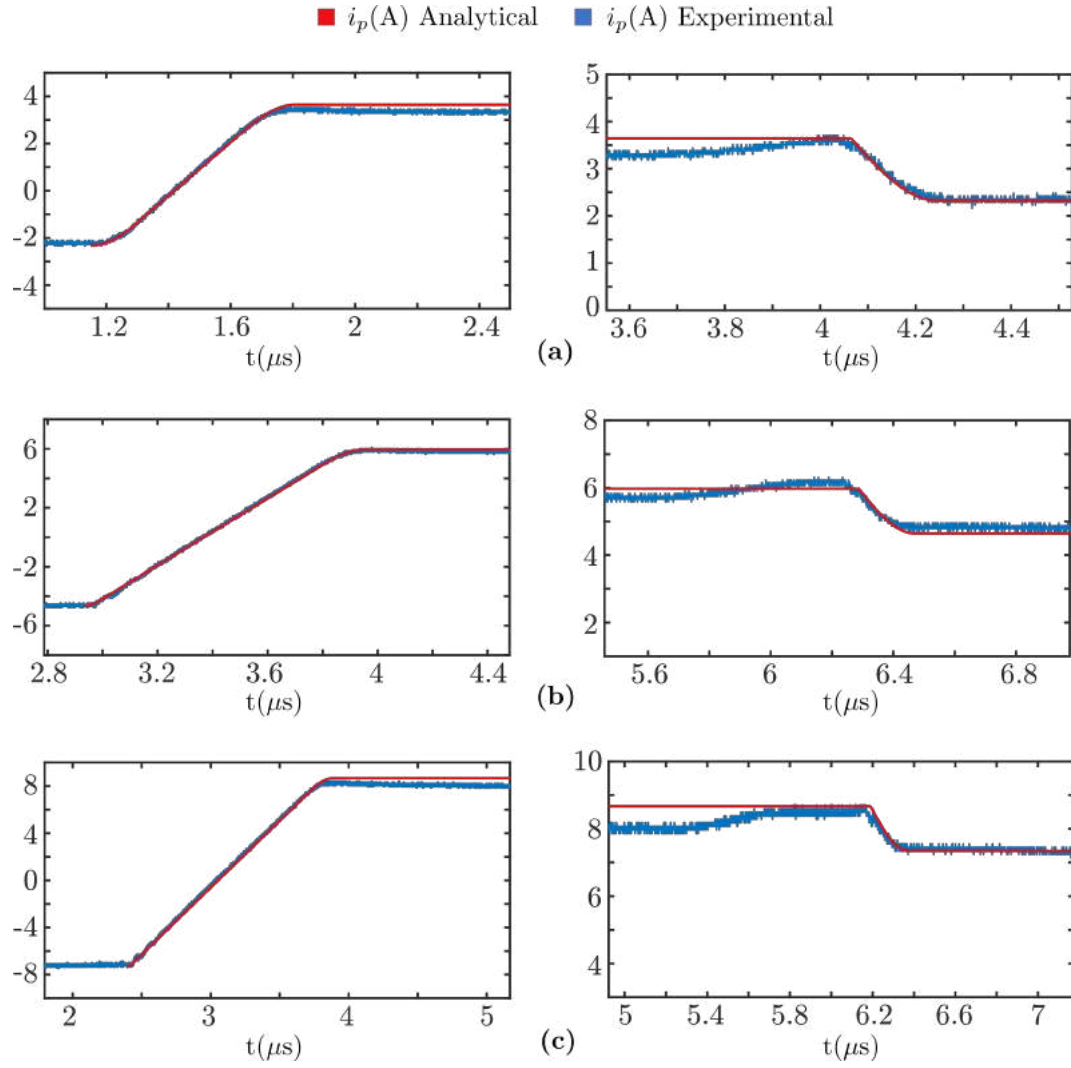 i_p(A) Analytical i_p(A) Experimental
4
2
0
-2
-4
1.2 1.6 2 2.4
t(μs)
5
4
3
2
1
0
3.6 3.8 4 4.2 4.4
t(μs)
(a)
6
2
-2
-6
2.8 3.2 3.6 4 4.4
t(μs)
8
6
4
2
5.6 6 6.4 6.8
t(μs)
(b)
8
4
0
-4
-8
2 3 4 5
t(μs)
10
8
6
4
5 5.4 5.8 6.2 6.6 7
t(μs)
(c)